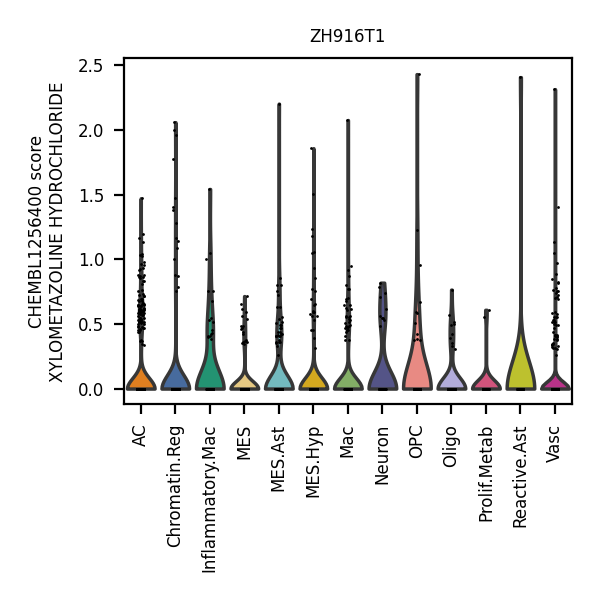 ZH916T1
CHEMBL1256400 score
XYLOMETAZOLINE HYDROCHLORIDE
2.5
2.0
1.5
1.0
0.5
0.0
AC
Chromatin.Reg
Inflammatory.Mac
MES
MES.Ast
MES.Hyp
Mac
Neuron
OPC
Oligo
Prolif.Metab
Reactive.Ast
Vasc